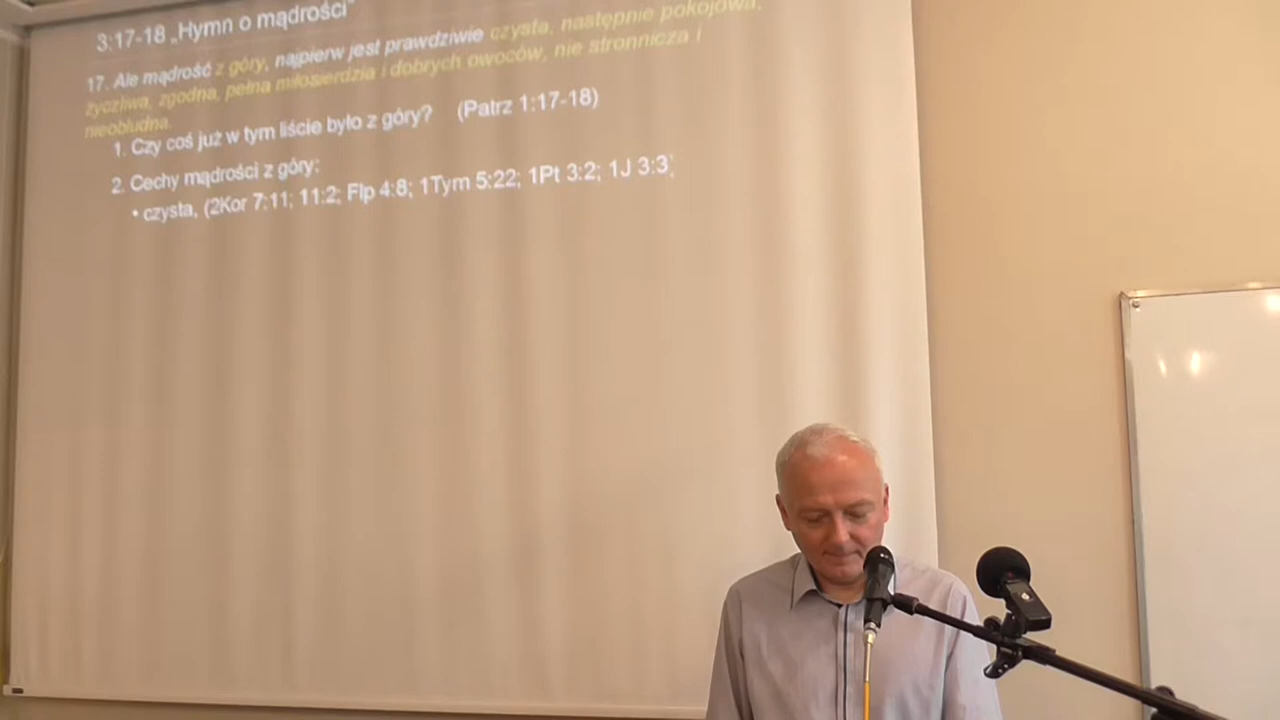 3:17-18 „Hymn o mądrości"
17. Ale mądrość z góry, najpierw jest prawdziwie czysta, następnie pokojowa,
życzliwa, zgodna, pełna miłosierdzia i dobrych owoców, nie stronnicza i
nieobłudna.
1. Czy coś już w tym liście było z góry? (Patrz 1:17-18)
2. Cechy mądrości z góry:
• czysta, (2Kor 7:11; 11:2; Flp 4:8; 1Tym 5:22; 1Pt 3:2; 1J 3:3;